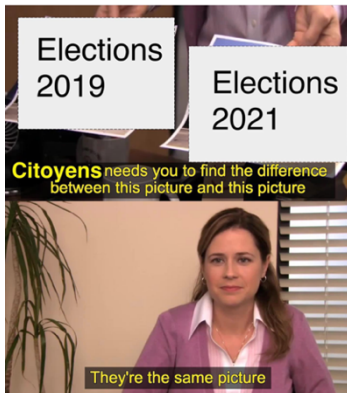 Elections
2019
Elections
2021
Citoyens needs you to find the difference
between this picture and this picture
They're the same picture